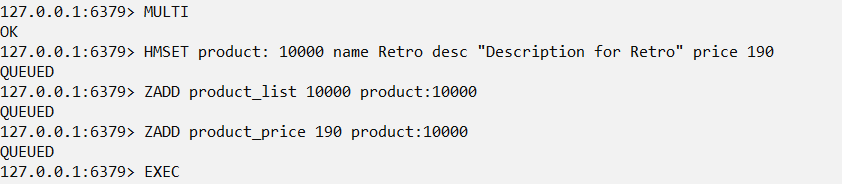 127.0.0.1:6379> MULTI
OK
127.0.0.1:6379> HMSET product: 10000 name Retro desc "Description for Retro" price 190
QUEUED
127.0.0.1:6379> ZADD product_list 10000 product:10000
QUEUED
127.0.0.1:6379> ZADD product_price 190 product:10000
QUEUED
127.0.0.1:6379> EXEC